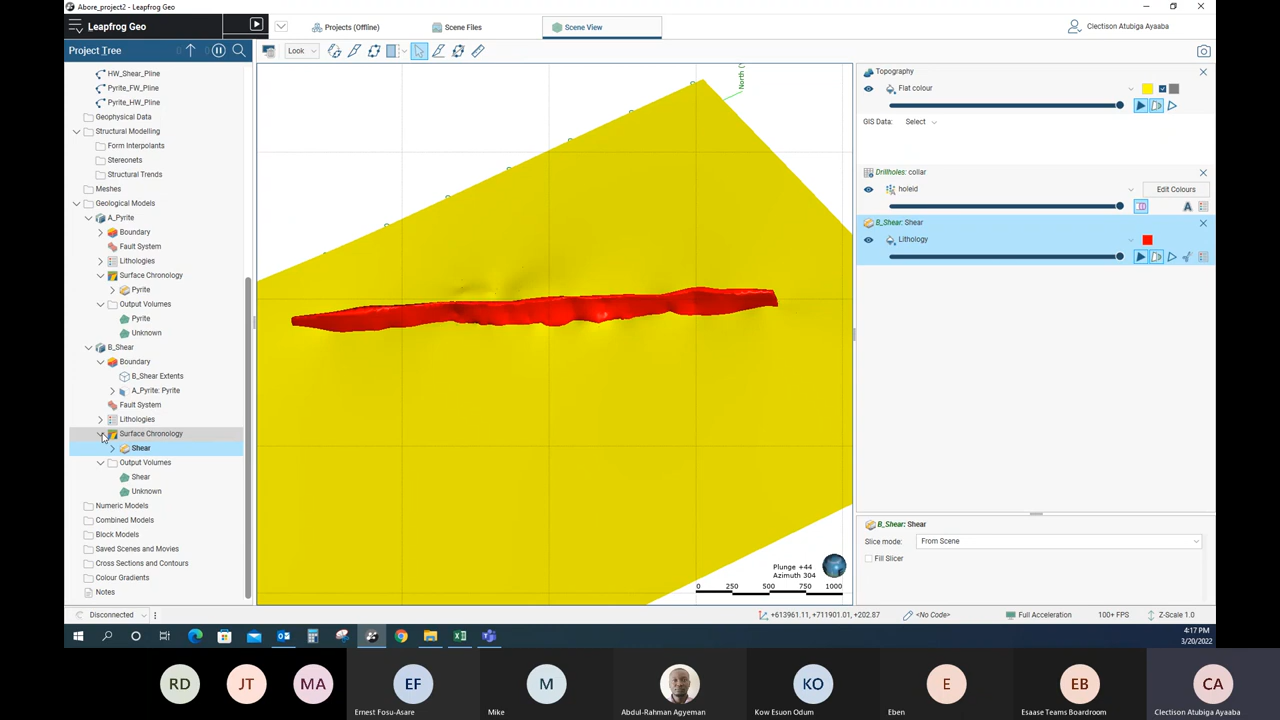 Abore_project2 - Leapfrog Geo
Leapfrog Geo
Projects (Offline)
Scene Files
Scene View
Clectison Atubiga Ayaaba
Project Tree
Look
HW_Shear_Pline
Pyrite_FW_Pline
Pyrite_HW_Pline
Geophysical Data
Structural Modelling
Form Interpolants
Stereonets
Structural Trends
Meshes
Geological Models
A_Pyrite
Boundary
Fault System
Lithologies
Surface Chronology
Pyrite
Output Volumes
Pyrite
Unknown
B_Shear
Boundary
B_Shear Extents
A_Pyrite: Pyrite
Fault System
Lithologies
Surface Chronology
Shear
Output Volumes
Shear
Unknown
Numeric Models
Combined Models
Block Models
Saved Scenes and Movies
Cross Sections and Contours
Colour Gradients
Notes
Plunge +44
Azimuth 304
0 250 500 750 1000
Topography
Flat colour
GIS Data: Select
Drillholes: collar
holeid
Edit Colours
A
B_Shear: Shear
Lithology
B_Shear: Shear
Slice mode: From Scene
Fill Slicer
Disconnected
+613961.11, +711901.01, +202.87
<No Code>
Full Acceleration
100+ FPS
Z-Scale 1.0
4:17 PM
3/20/2022
RD
JT
MA
EF
Ernest Fosu-Asare
M
Mike
Abdul-Rahman Agyeman
KO
Kow Esuon Odum
E
Eben
EB
Esaase Teams Boardroom
CA
Clectison Atubiga Ayaaba